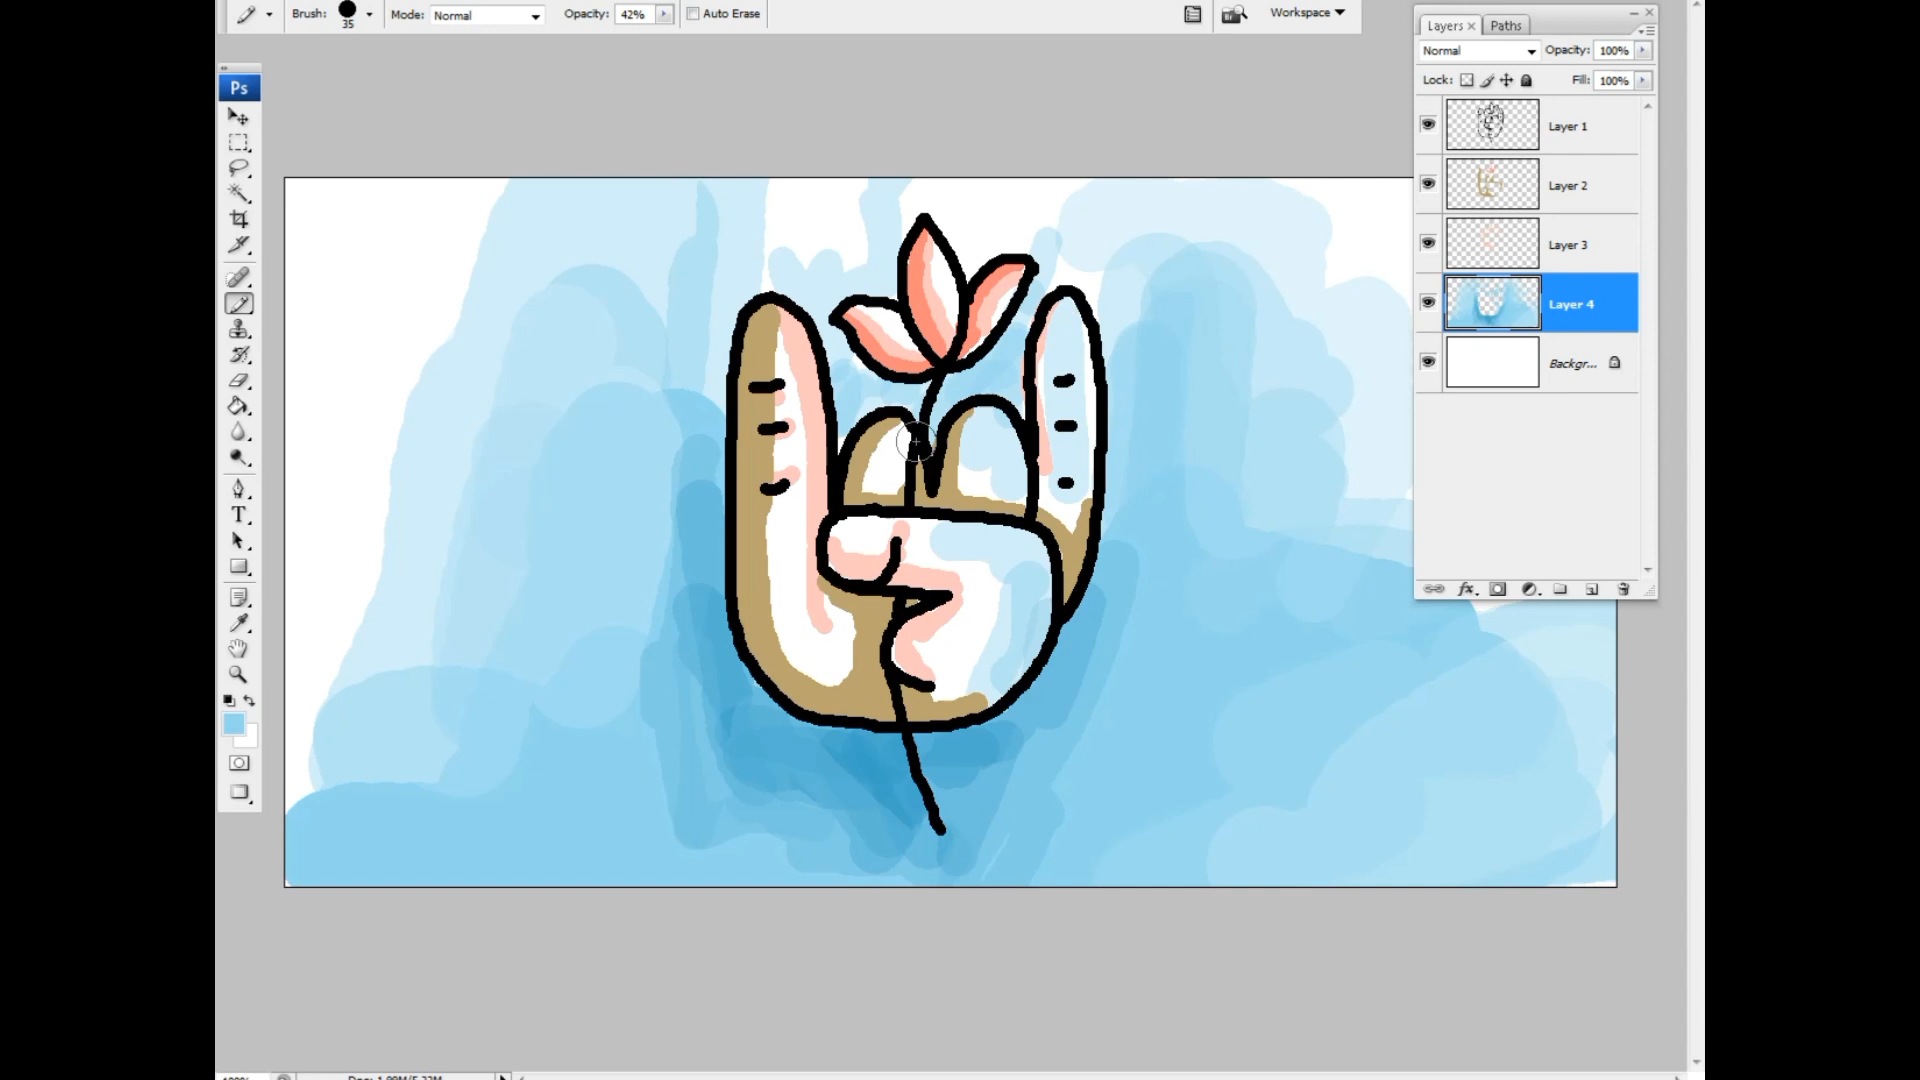 Brush: 35 Mode: Normal Opacity: 42% Auto Erase Workspace
Ps
Layers Paths
Normal Opacity: 100%
Lock: Fill: 100%
Layer 1
Layer 2
Layer 3
Layer 4
Backgr...
T
fx